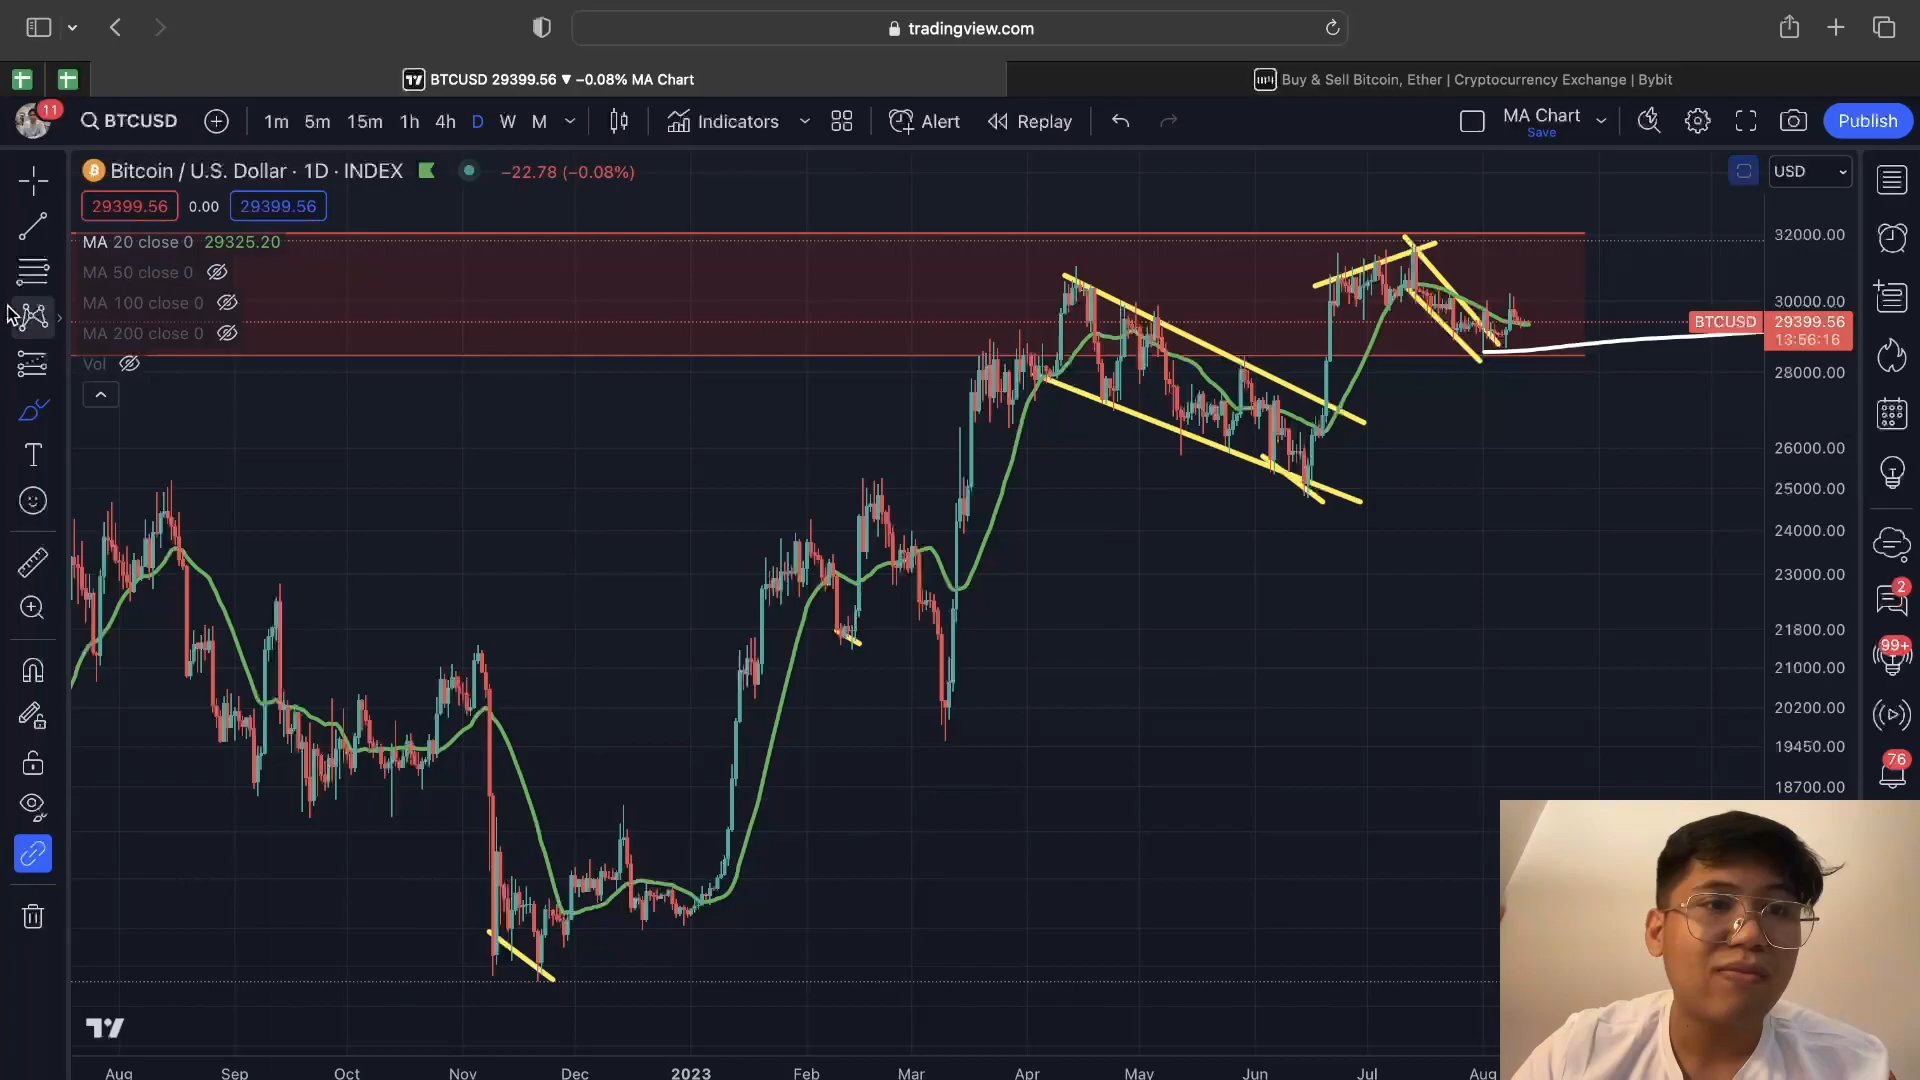 tradingview.com
BTCUSD 29399.56 ▼ −0.08% MA Chart
Buy & Sell Bitcoin, Ether | Cryptocurrency Exchange | Bybit
11
BTCUSD
1m 5m 15m 1h 4h D W M
Indicators
Alert
Replay
MA Chart
Save
Publish
Bitcoin / U.S. Dollar · 1D · INDEX
−22.78 (−0.08%)
USD
29399.56 0.00 29399.56
MA 20 close 0 29325.20
MA 50 close 0
MA 100 close 0
MA 200 close 0
Vol
32000.00
30000.00
BTCUSD 29399.56
13:56:16
28000.00
26000.00
25000.00
24000.00
23000.00
21800.00
21000.00
20200.00
19450.00
18700.00
2
99+
76
Aug Sep Oct Nov Dec 2023 Feb Mar Apr May Jun Jul Aug